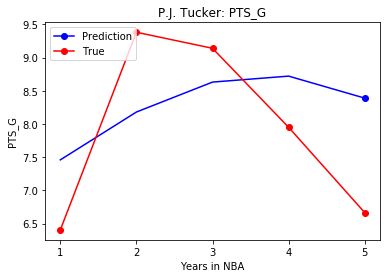 P.J. Tucker: PTS_G
Prediction
True
PTS_G
9.5
9.0
8.5
8.0
7.5
7.0
6.5
1 2 3 4 5
Years in NBA